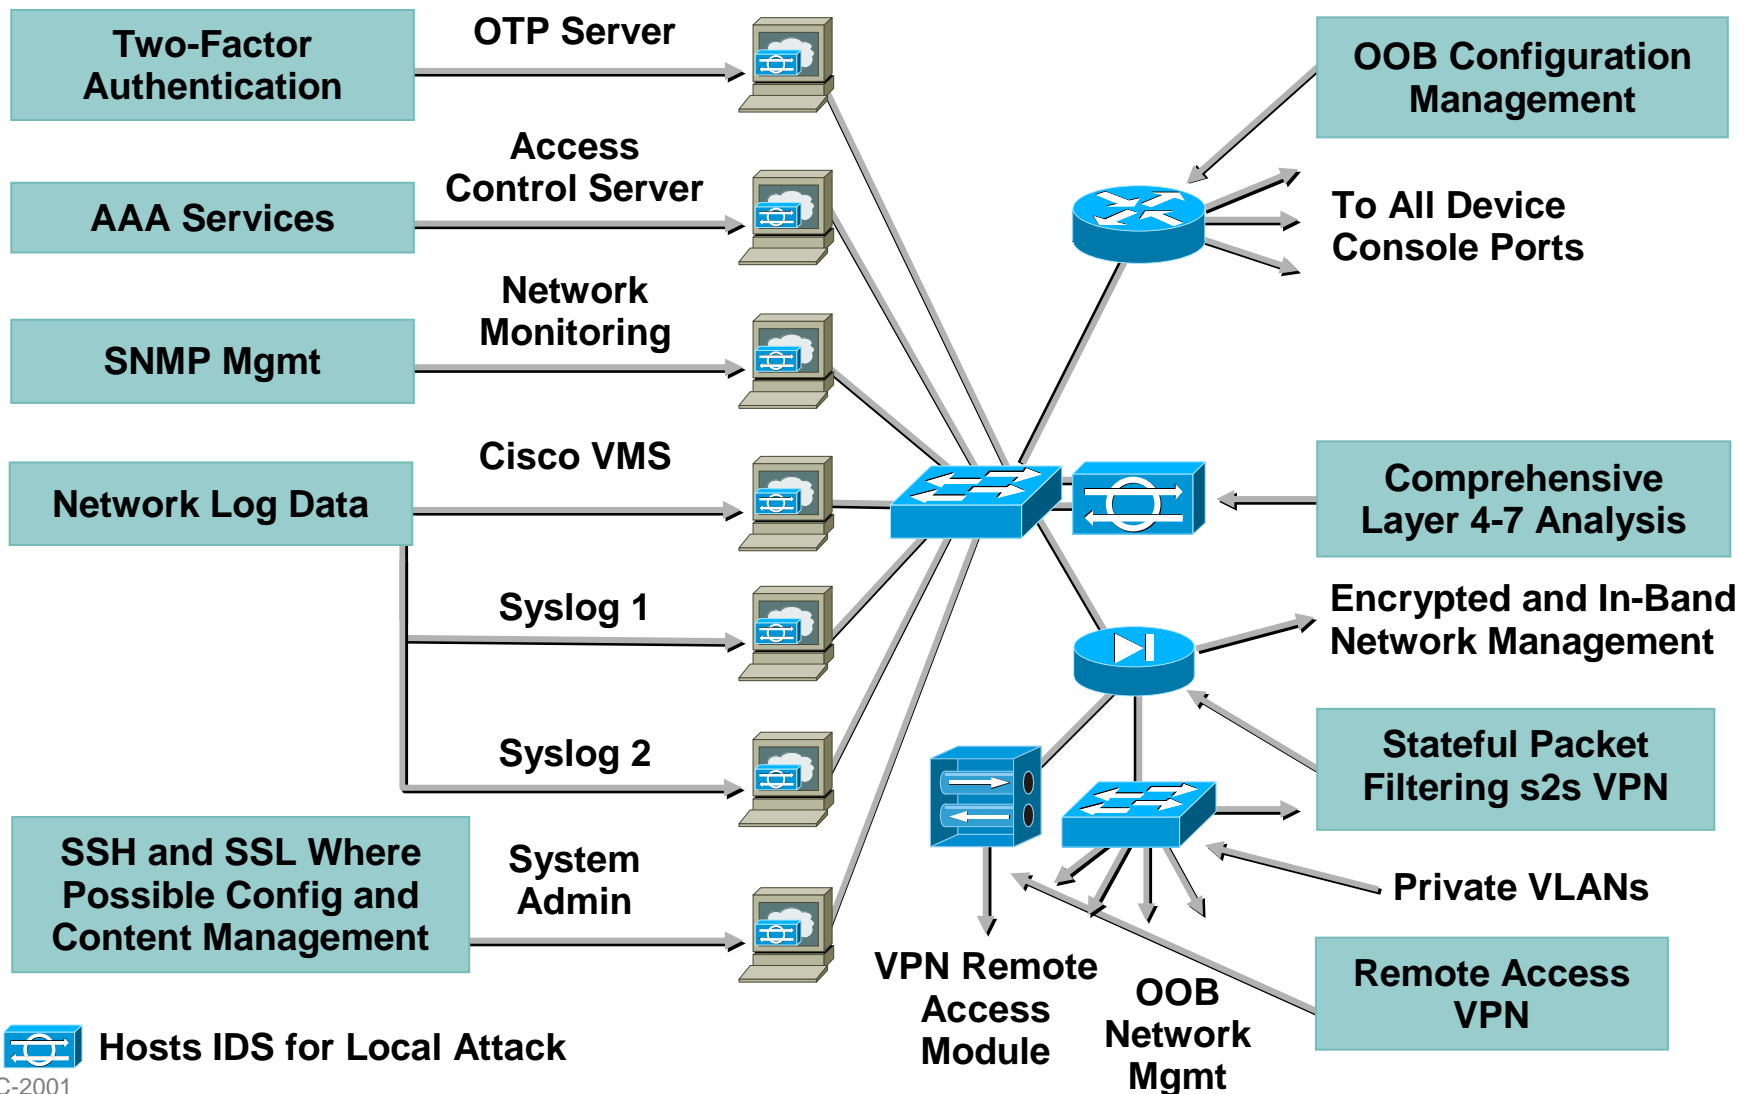 Two-Factor
Authentication
OTP Server
OOB Configuration
Management
Access
Control Server
AAA Services
To All Device
Console Ports
Network
Monitoring
SNMP Mgmt
Cisco VMS
Network Log Data
Comprehensive
Layer 4-7 Analysis
Syslog 1
Encrypted and In-Band
Network Management
Syslog 2
Stateful Packet
Filtering s2s VPN
SSH and SSL Where
Possible Config and
Content Management
System
Admin
Private VLANs
VPN Remote
Access
Module
OOB
Network
Mgmt
Remote Access
VPN
Hosts IDS for Local Attack
C-2001